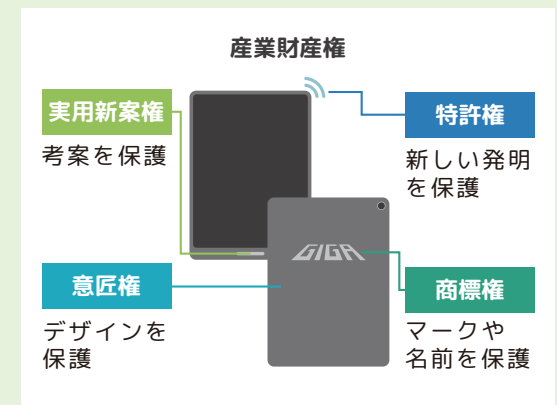 産業財産権
実用新案権
考案を保護
特許権
新しい発明
を保護
GIGA
意匠権
デザインを
保護
商標権
マークや
名前を保護